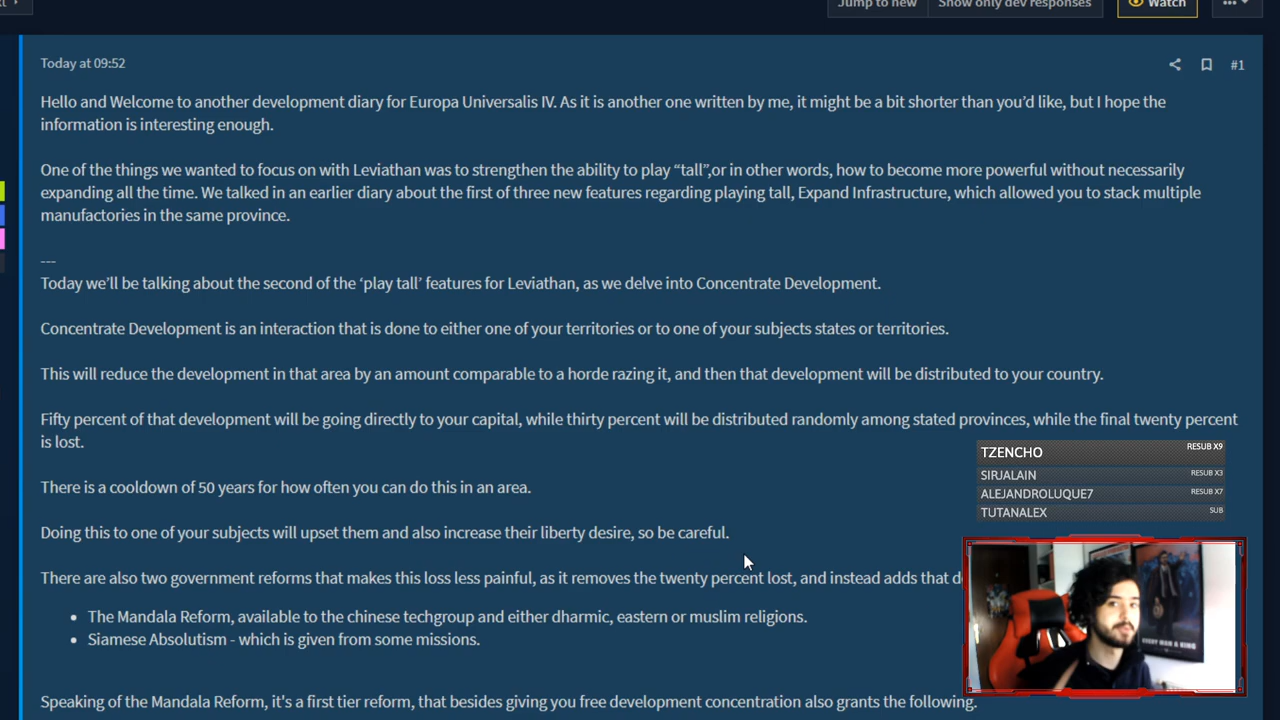 Jump to new
Show only dev responses
Watch
Today at 09:52
#1
Hello and Welcome to another development diary for Europa Universalis IV. As it is another one written by me, it might be a bit shorter than you’d like, but I hope the
information is interesting enough.
One of the things we wanted to focus on with Leviathan was to strengthen the ability to play “tall”,or in other words, how to become more powerful without necessarily
expanding all the time. We talked in an earlier diary about the first of three new features regarding playing tall, Expand Infrastructure, which allowed you to stack multiple
manufactories in the same province.
---
Today we’ll be talking about the second of the ‘play tall’ features for Leviathan, as we delve into Concentrate Development.
Concentrate Development is an interaction that is done to either one of your territories or to one of your subjects states or territories.
This will reduce the development in that area by an amount comparable to a horde razing it, and then that development will be distributed to your country.
Fifty percent of that development will be going directly to your capital, while thirty percent will be distributed randomly among stated provinces, while the final twenty percent
is lost.
There is a cooldown of 50 years for how often you can do this in an area.
Doing this to one of your subjects will upset them and also increase their liberty desire, so be careful.
There are also two government reforms that makes this loss less painful, as it removes the twenty percent lost, and instead adds that
• The Mandala Reform, available to the chinese techgroup and either dharmic, eastern or muslim religions.
• Siamese Absolutism - which is given from some missions.
Speaking of the Mandala Reform, it's a first tier reform, that besides giving you free development concentration also grants the following.
TZENCHO RESUB X9
SIRJALAIN RESUB X3
ALEJANDROLUQUE7 RESUB X7
TUTANALEX SUB
EVERY MAN A KING